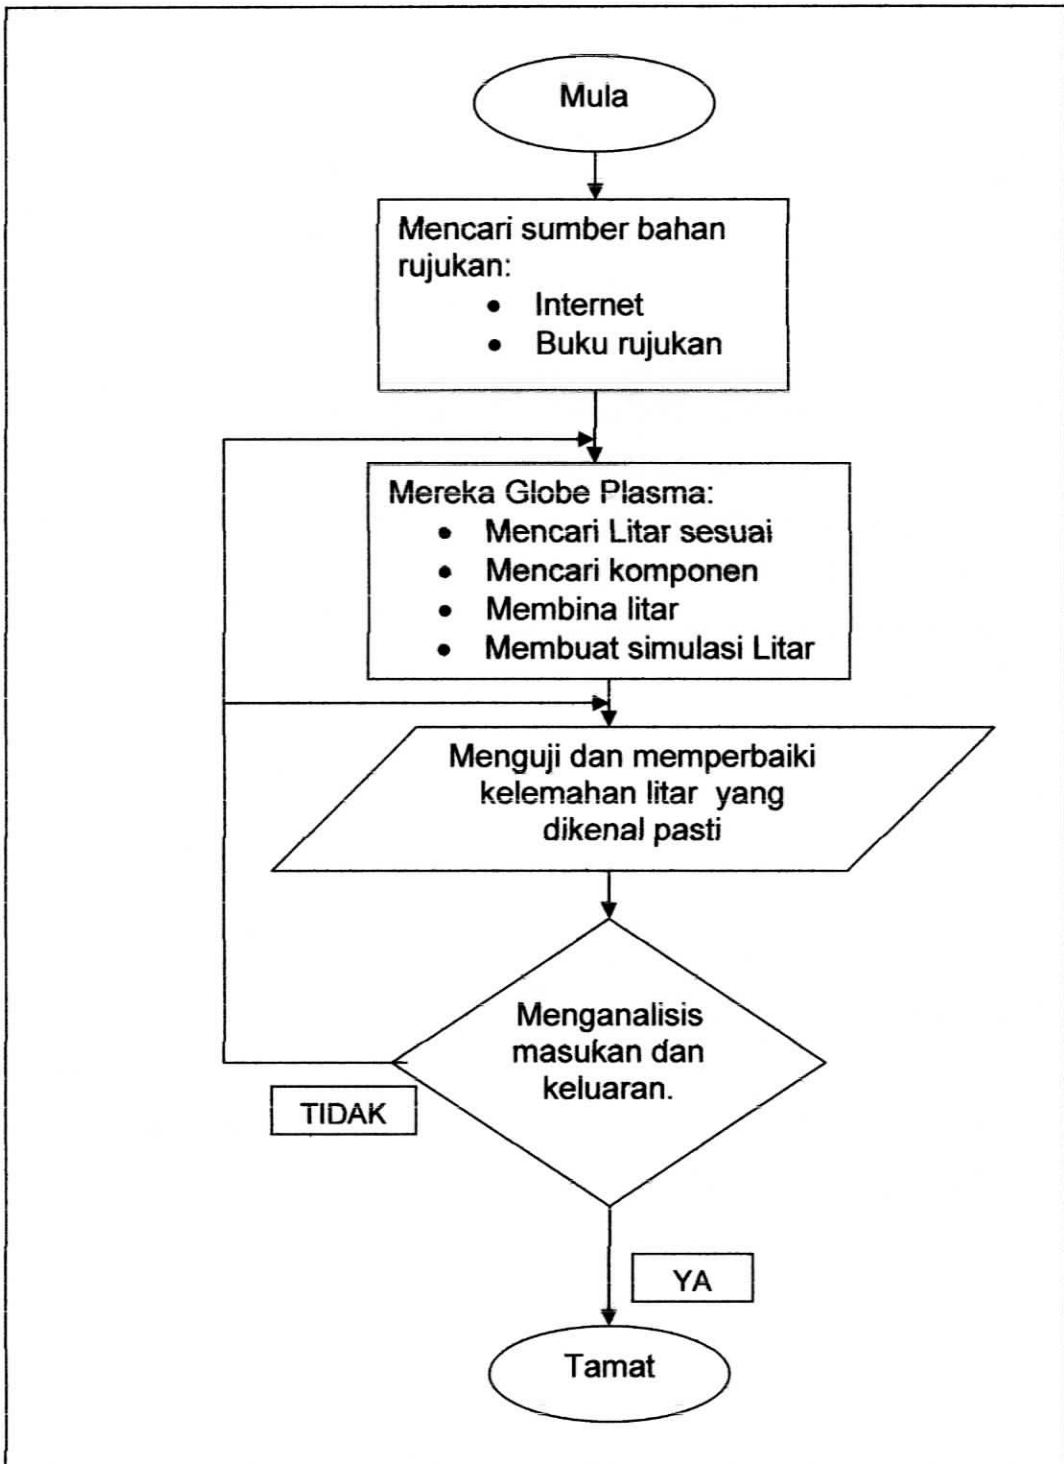 Mula
Mencari sumber bahan
rujukan:
• Internet
• Buku rujukan
Mereka Globe Plasma:
• Mencari Litar sesuai
• Mencari komponen
• Membina litar
• Membuat simulasi Litar
Menguji dan memperbaiki
kelemahan litar yang
dikenal pasti
Menganalisis
masukan dan
keluaran.
TIDAK
YA
Tamat